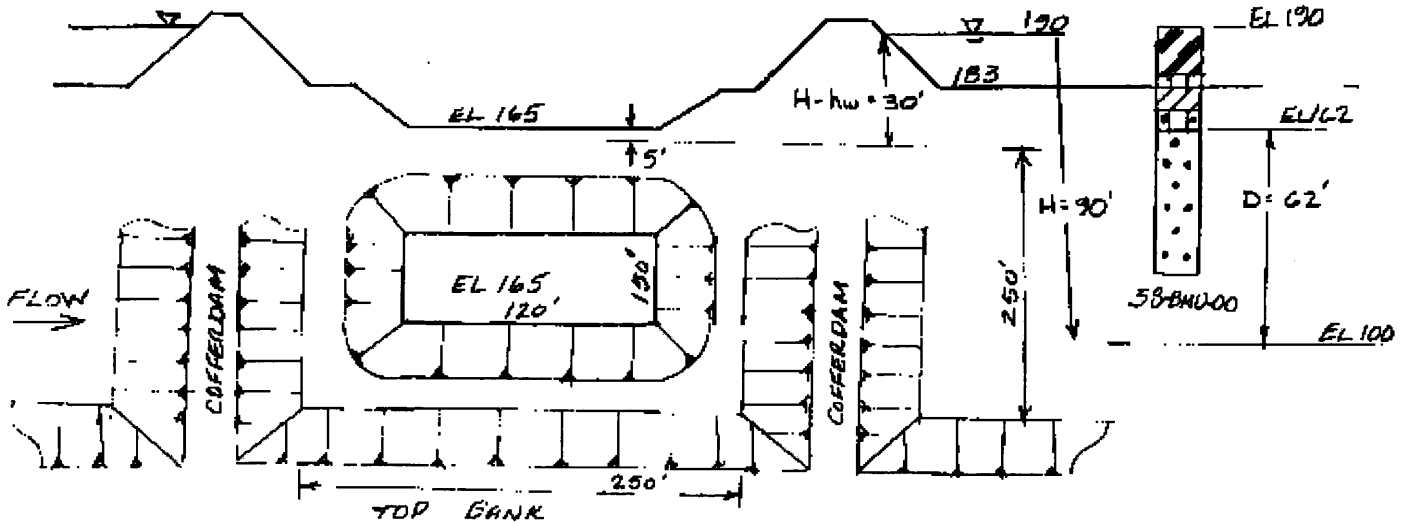 EL 190
190
183
H-hw = 30'
EL 165
EL 162
5'
H = 90'
D = 62'
EL 165
120'
150'
250'
FLOW
COFFERDAM
COFFERDAM
EL 100
250'
TOP BANK